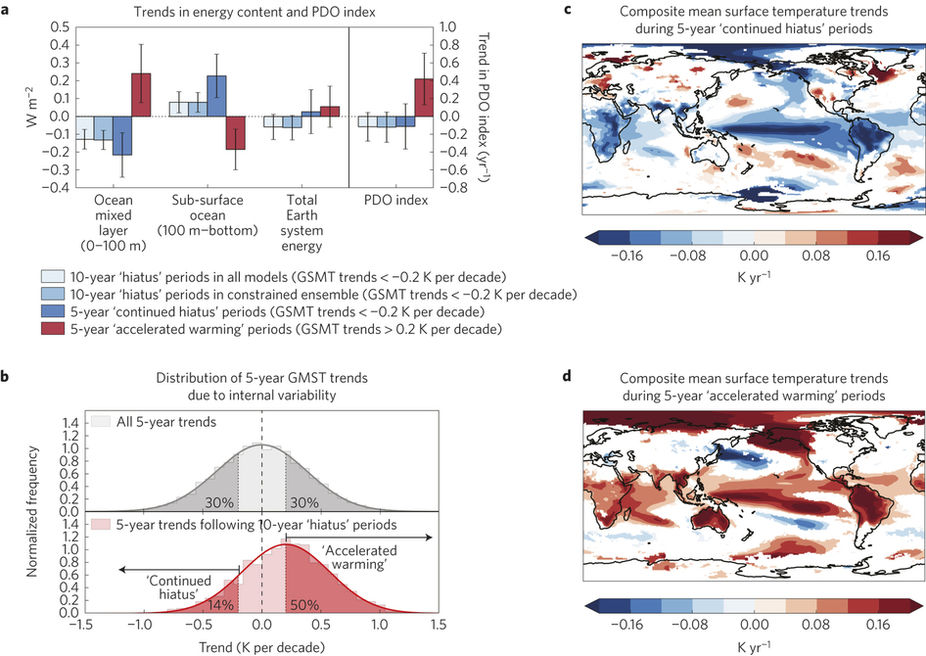 a
Trends in energy content and PDO index
0.5
0.4
0.3
0.2
0.1
0.0
−0.1
−0.2
−0.3
−0.4
W m−2
1.0
0.8
0.6
0.4
0.2
0.0
−0.2
−0.4
−0.6
−0.8
Trend in PDO index (yr−1)
Ocean
mixed
layer
(0–100 m)
Sub-surface
ocean
(100 m–bottom)
Total
Earth
system
energy
PDO index
10-year ‘hiatus’ periods in all models (GSMT trends < −0.2 K per decade)
10-year ‘hiatus’ periods in constrained ensemble (GSMT trends < −0.2 K per decade)
5-year ‘continued hiatus’ periods (GSMT trends < −0.2 K per decade)
5-year ‘accelerated warming’ periods (GSMT trends > 0.2 K per decade)
b
Distribution of 5-year GMST trends
due to internal variability
All 5-year trends
1.4
1.2
1.0
0.8
0.6
0.4
0.2
0.0
30%
30%
5-year trends following 10-year ‘hiatus’ periods
1.4
1.2
1.0
0.8
0.6
0.4
0.2
0.0
‘Accelerated
warming’
‘Continued
hiatus’
14%
50%
Normalized frequency
−1.5
−1.0
−0.5
0.0
0.5
1.0
1.5
Trend (K per decade)
c
Composite mean surface temperature trends
during 5-year ‘continued hiatus’ periods
−0.16
−0.08
0.00
0.08
0.16
K yr−1
d
Composite mean surface temperature trends
during 5-year ‘accelerated warming’ periods
−0.16
−0.08
0.00
0.08
0.16
K yr−1